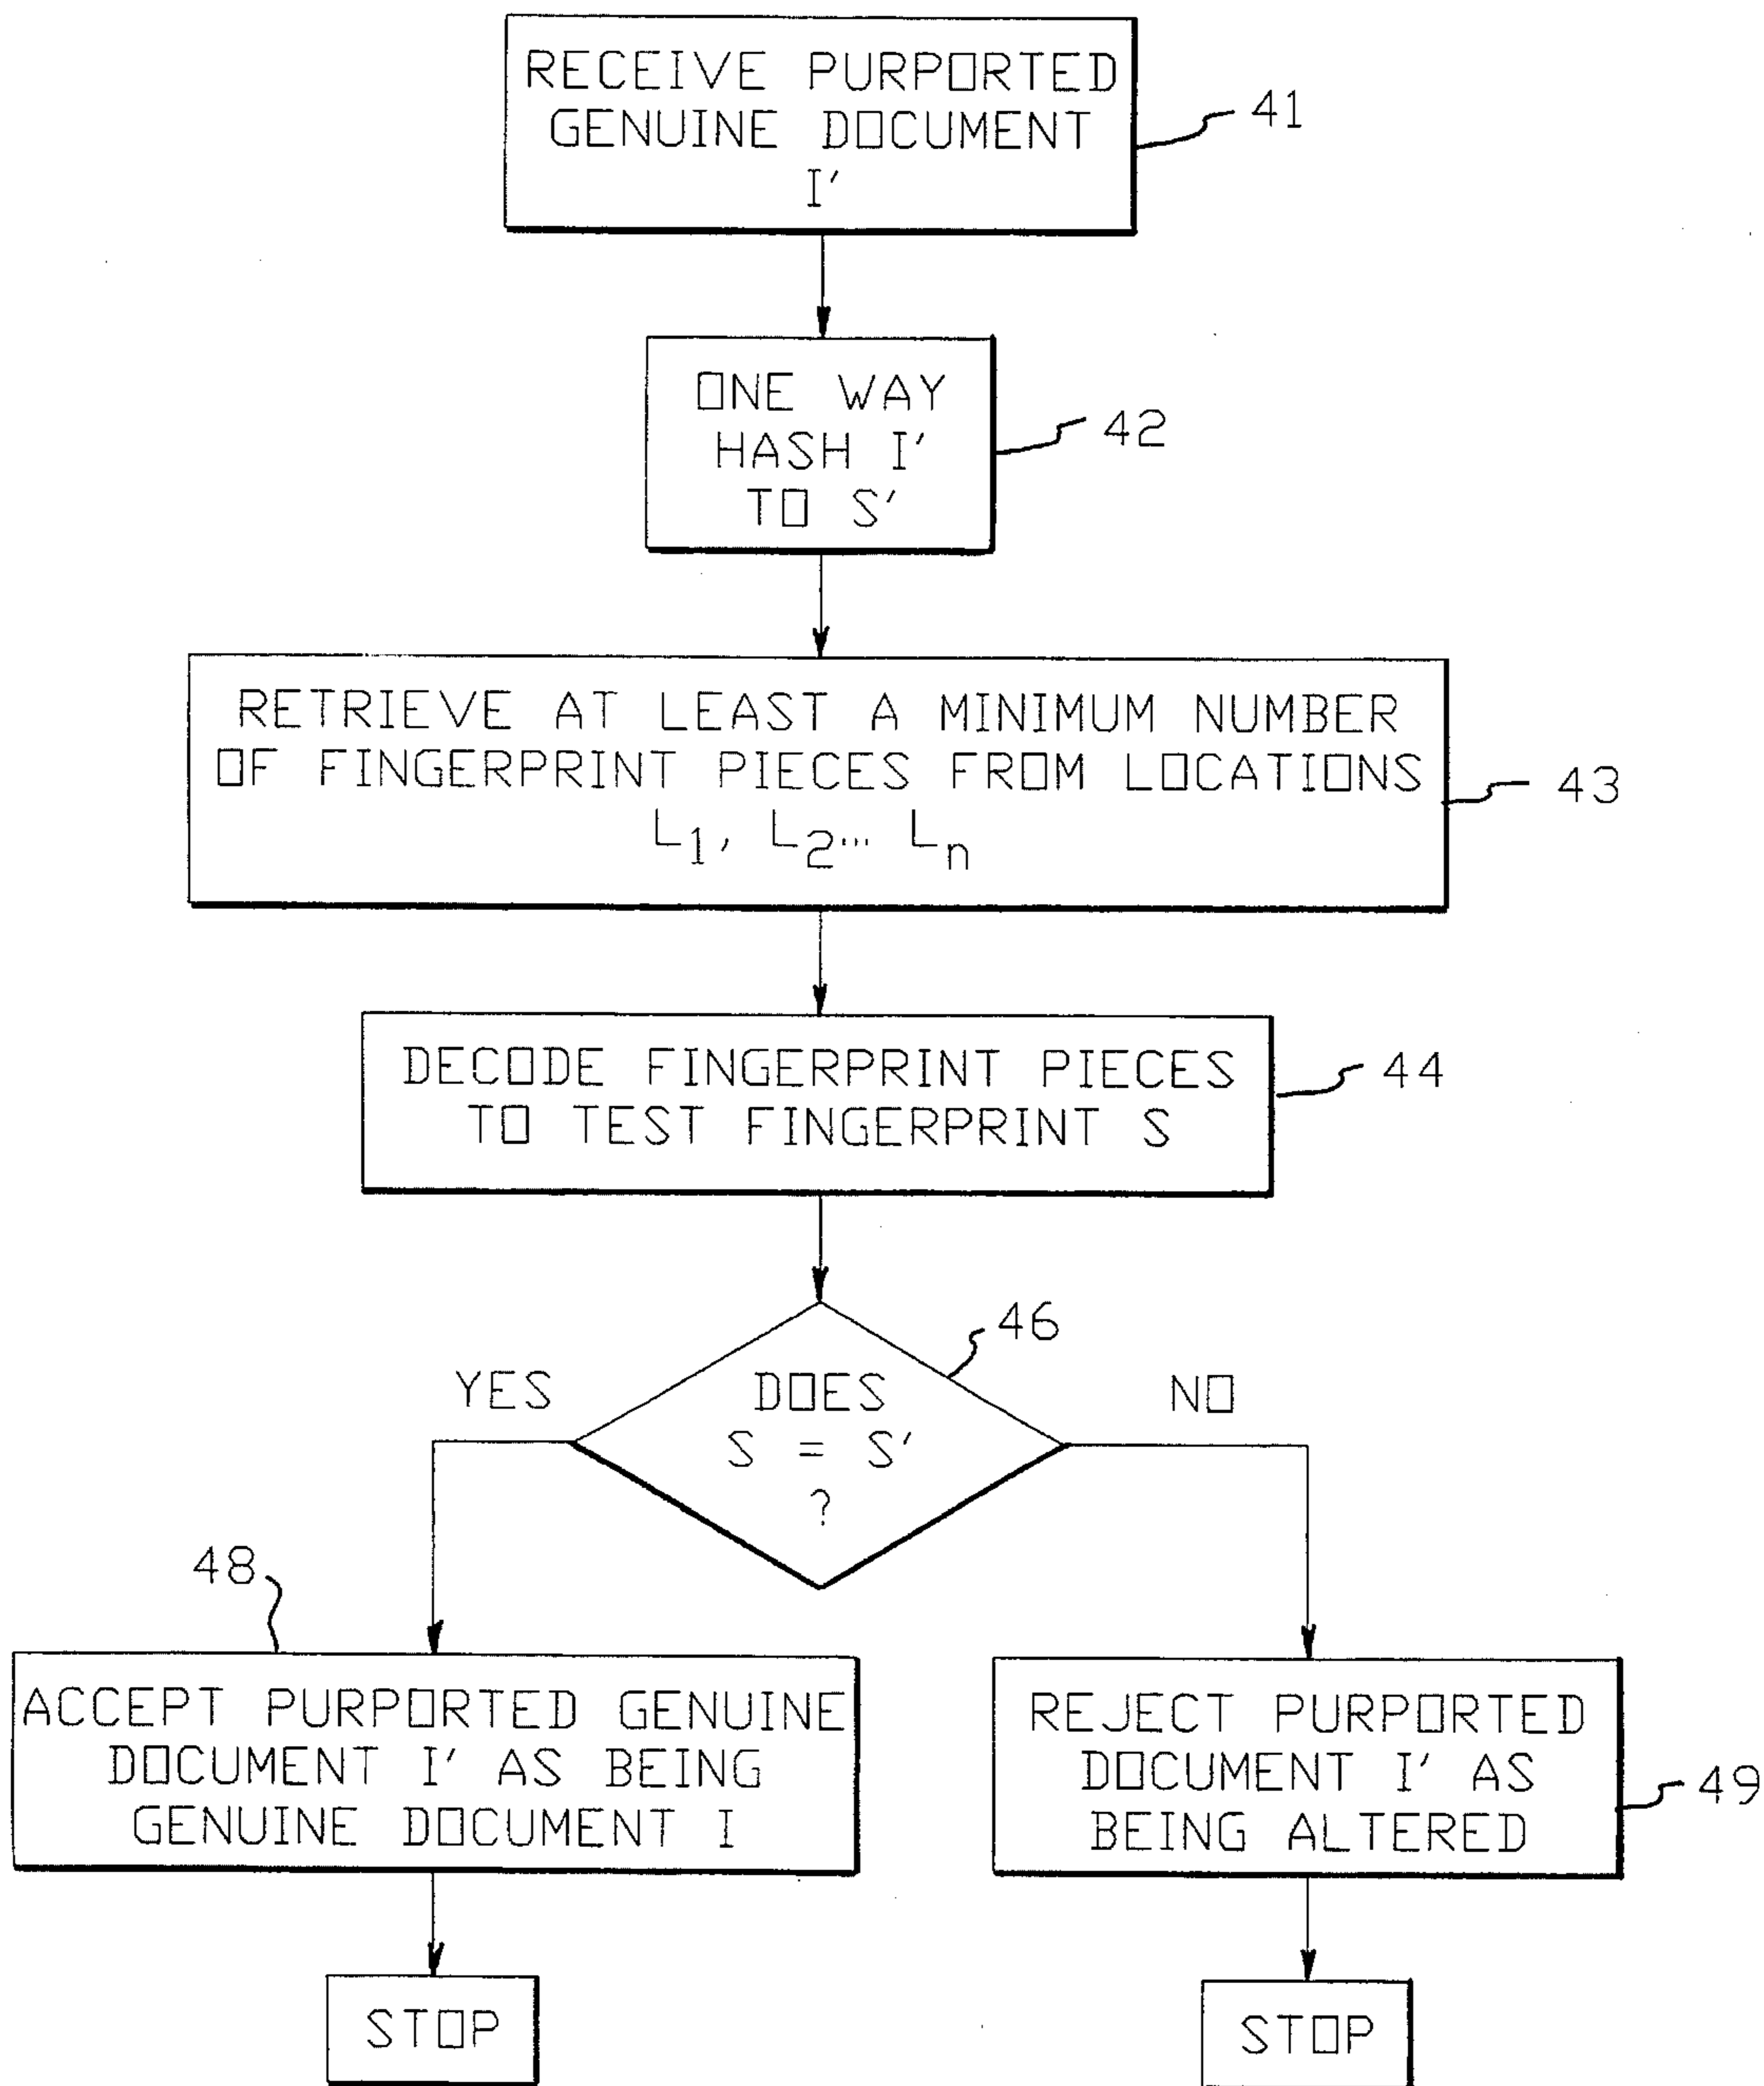 RECEIVE PURPORTED
GENUINE DOCUMENT
I'
41
ONE WAY
HASH I'
TO S'
42
RETRIEVE AT LEAST A MINIMUM NUMBER
OF FINGERPRINT PIECES FROM LOCATIONS
L1, L2... Ln
43
DECODE FINGERPRINT PIECES
TO TEST FINGERPRINT S
44
46
YES
DOES
S = S'
?
NO
48
ACCEPT PURPORTED GENUINE
DOCUMENT I' AS BEING
GENUINE DOCUMENT I
REJECT PURPORTED
DOCUMENT I' AS
BEING ALTERED
49
STOP
STOP